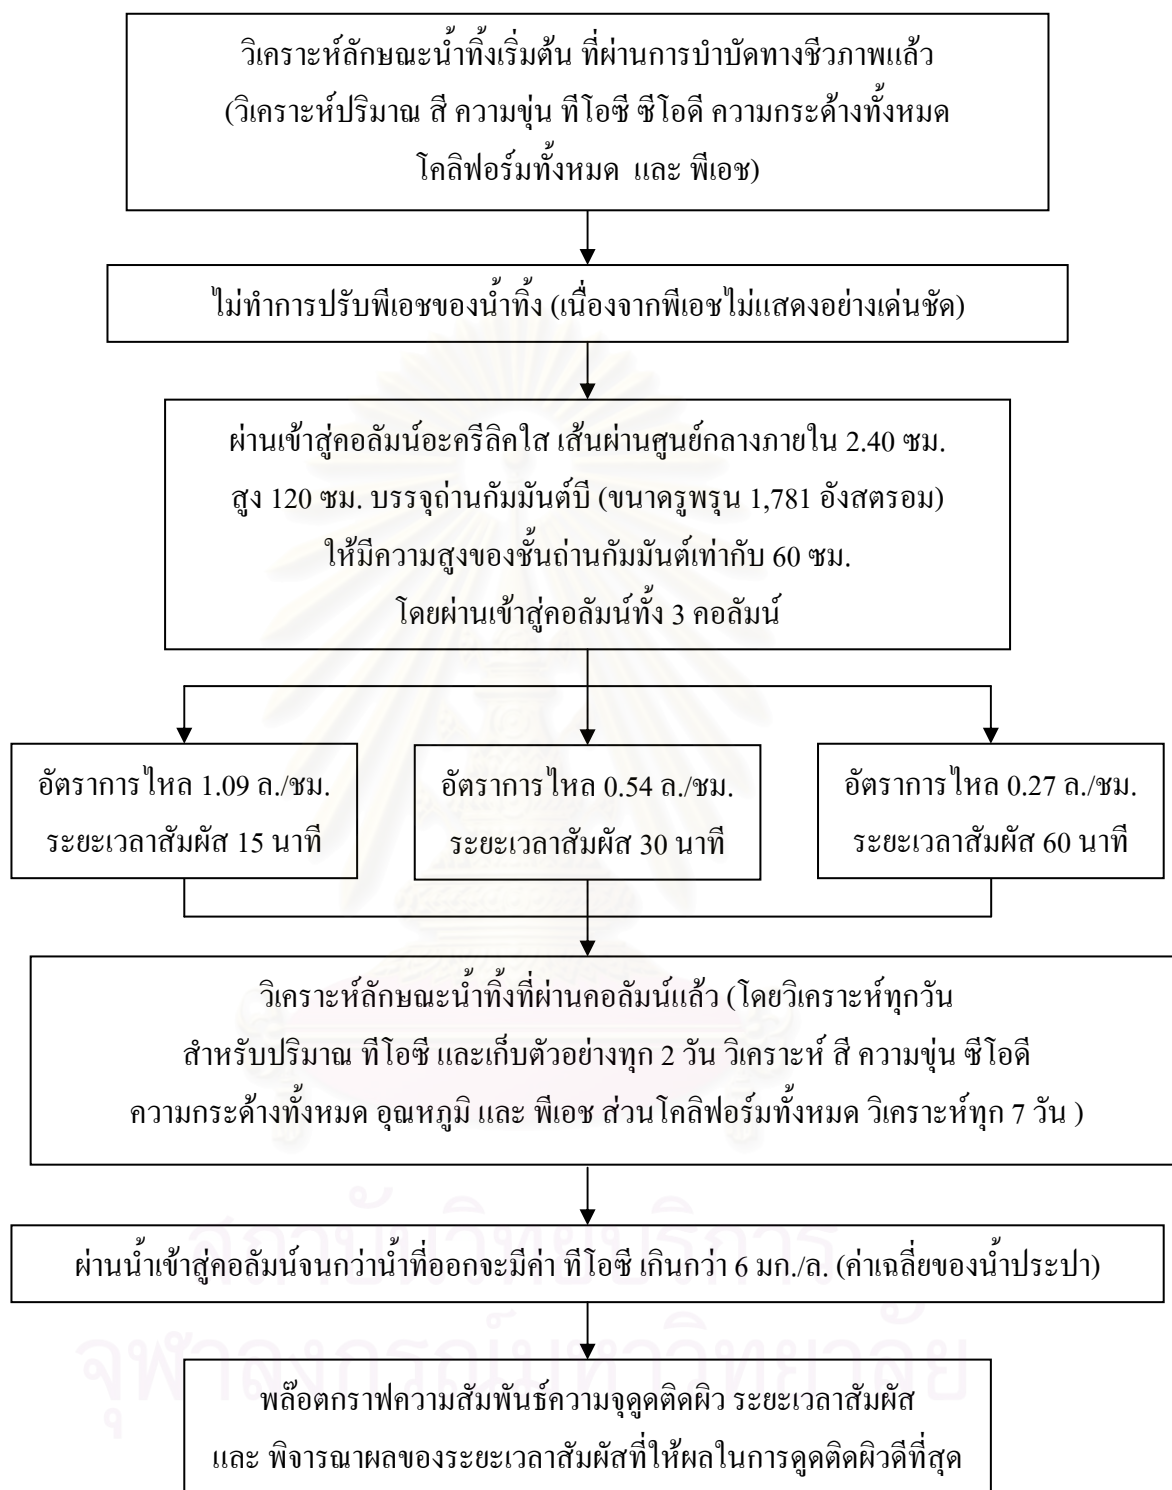 วิเคราะห์ลักษณะน้ำทิ้งเริ่มต้น ที่ผ่านการบำบัดทางชีวภาพแล้ว
(วิเคราะห์ปริมาณ สี ความขุ่น ทีโอซี ซีโอดี ความกระด้างทั้งหมด
โคลิฟอร์มทั้งหมด และ พีเอช)
ไม่ทำการปรับพีเอชของน้ำทิ้ง (เนื่องจากพีเอชไม่แสดงอย่างเด่นชัด)
ผ่านเข้าสู่คอลัมน์อะครีลิคใส เส้นผ่านศูนย์กลางภายใน 2.40 ซม.
สูง 120 ซม. บรรจุถ่านกัมมันต์บี (ขนาดรูพรุน 1,781 อังสตรอม)
ให้มีความสูงของชั้นถ่านกัมมันต์เท่ากับ 60 ซม.
โดยผ่านเข้าสู่คอลัมน์ทั้ง 3 คอลัมน์
อัตราการไหล 1.09 ล./ชม.
ระยะเวลาสัมผัส 15 นาที
อัตราการไหล 0.54 ล./ชม.
ระยะเวลาสัมผัส 30 นาที
อัตราการไหล 0.27 ล./ชม.
ระยะเวลาสัมผัส 60 นาที
วิเคราะห์ลักษณะน้ำทิ้งที่ผ่านคอลัมน์แล้ว (โดยวิเคราะห์ทุกวัน
สำหรับปริมาณ ทีโอซี และเก็บตัวอย่างทุก 2 วัน วิเคราะห์ สี ความขุ่น ซีโอดี
ความกระด้างทั้งหมด อุณหภูมิ และ พีเอช ส่วนโคลิฟอร์มทั้งหมด วิเคราะห์ทุก 7 วัน )
สถาบันวิทยบริการ
ผ่านน้ำเข้าสู่คอลัมน์จนกว่าน้ำที่ออกจะมีค่า ทีโอซี เกินกว่า 6 มก./ล. (ค่าเฉลี่ยของน้ำประปา)
จุฬาลงกรณ์มหาวิทยาลัย
พล๊อตกราฟความสัมพันธ์ความจุดูดติดผิว ระยะเวลาสัมผัส
และ พิจารณาผลของระยะเวลาสัมผัสที่ให้ผลในการดูดติดผิวดีที่สุด